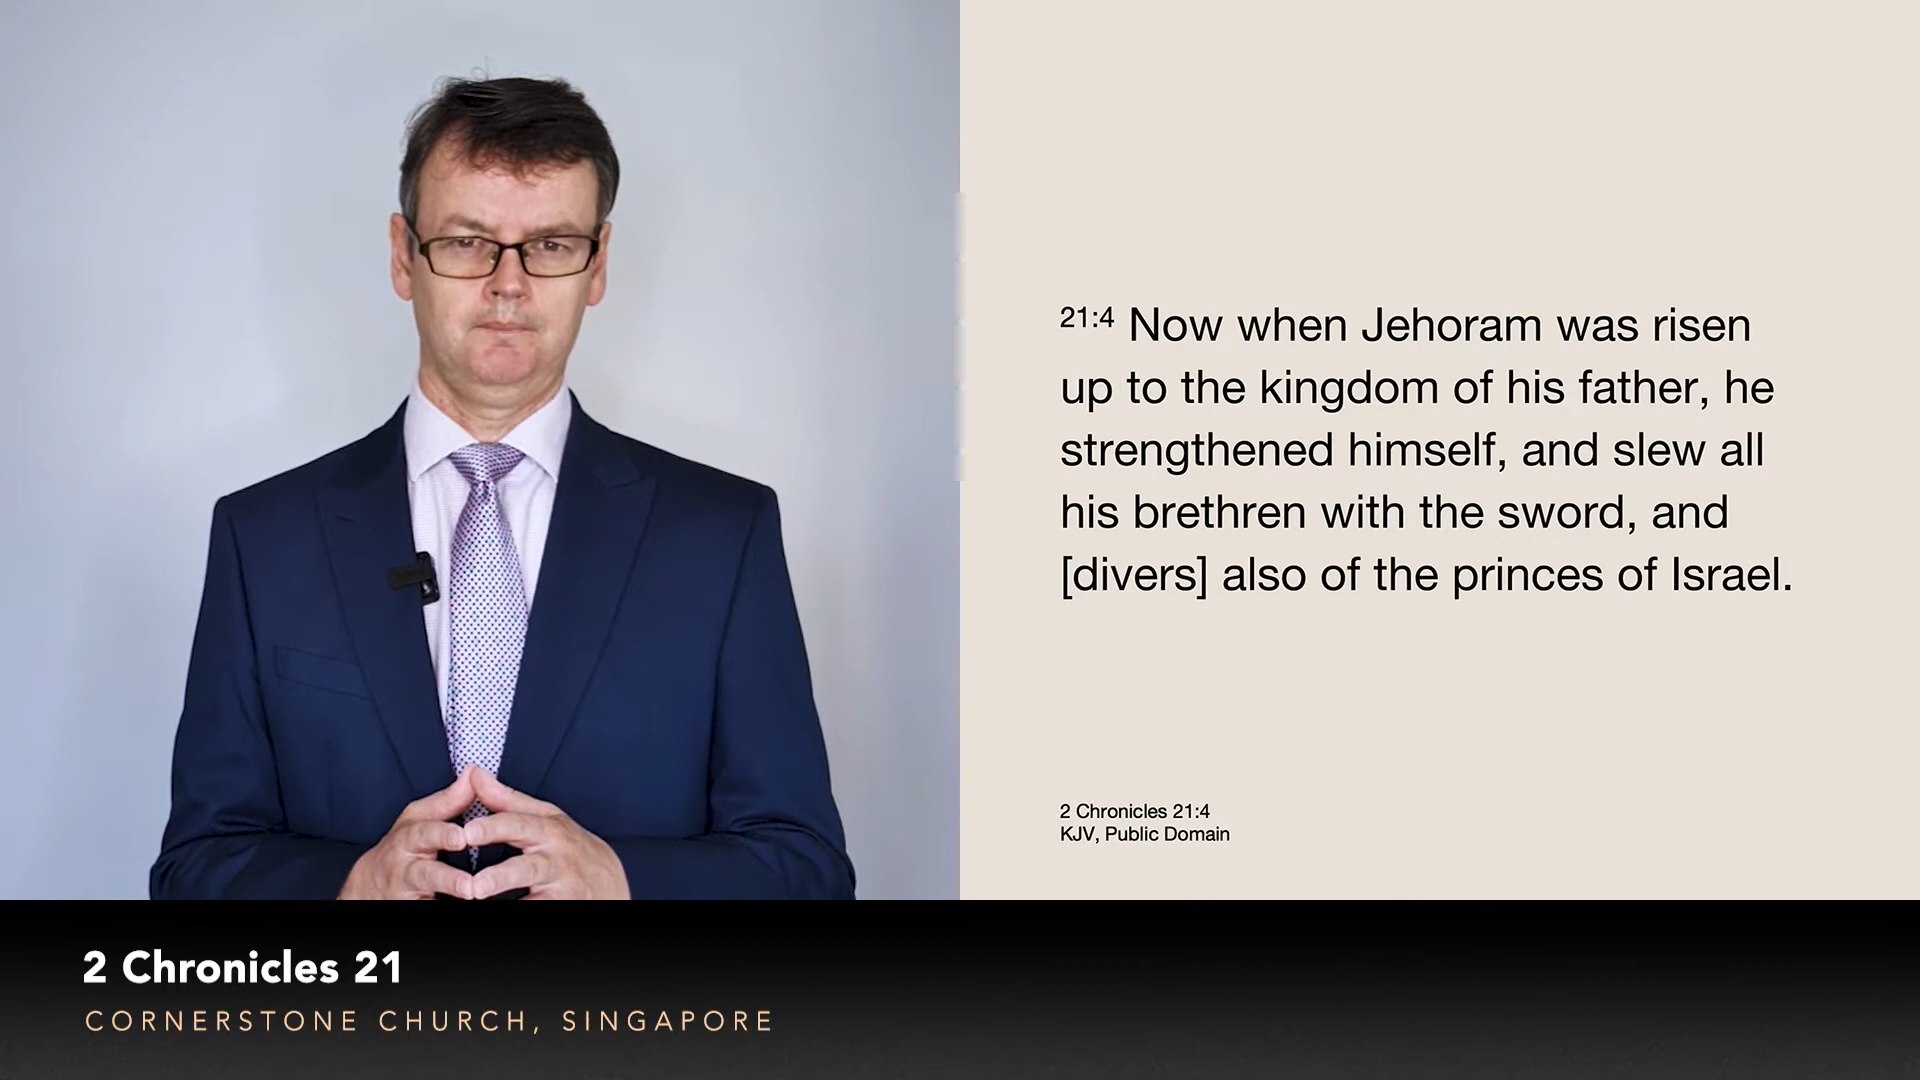 21:4 Now when Jehoram was risen
up to the kingdom of his father, he
strengthened himself, and slew all
his brethren with the sword, and
[divers] also of the princes of Israel.
2 Chronicles 21:4
KJV, Public Domain
2 Chronicles 21
CORNERSTONE CHURCH, SINGAPORE